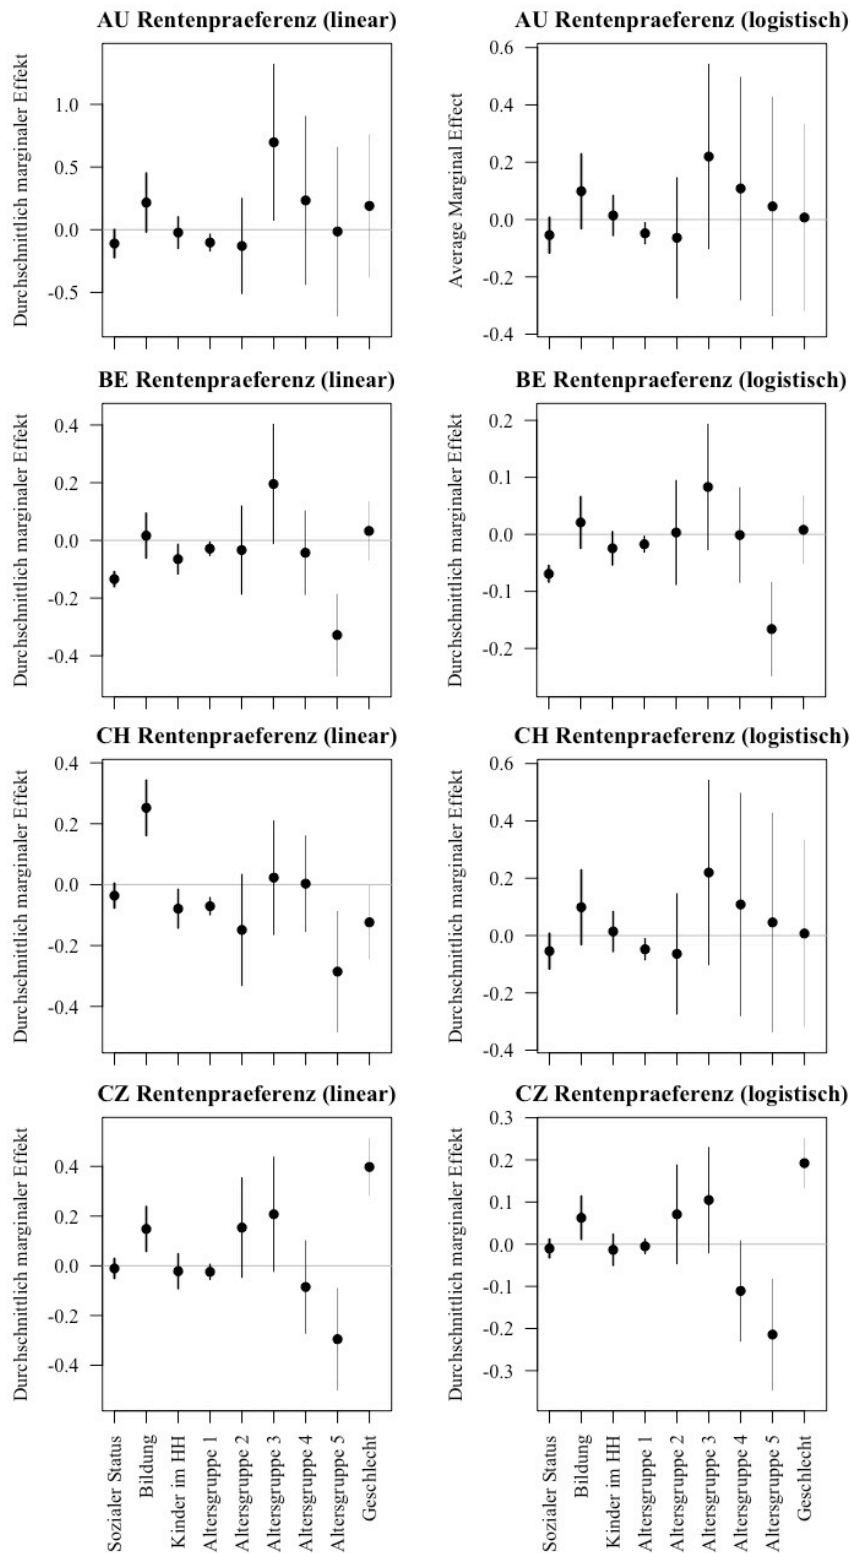 AU Rentenpraeferenz (linear)
Durchschnittlich marginaler Effekt
1.0
0.5
0.0
-0.5
AU Rentenpraeferenz (logistisch)
Average Marginal Effect
0.6
0.4
0.2
0.0
-0.2
-0.4
BE Rentenpraeferenz (linear)
Durchschnittlich marginaler Effekt
0.4
0.2
0.0
-0.2
-0.4
BE Rentenpraeferenz (logistisch)
Durchschnittlich marginaler Effekt
0.2
0.1
0.0
-0.1
-0.2
CH Rentenpraeferenz (linear)
Durchschnittlich marginaler Effekt
0.4
0.2
0.0
-0.2
-0.4
CH Rentenpraeferenz (logistisch)
Durchschnittlich marginaler Effekt
0.6
0.4
0.2
0.0
-0.2
-0.4
CZ Rentenpraeferenz (linear)
Durchschnittlich marginaler Effekt
0.4
0.2
0.0
-0.2
-0.4
Sozialer Status
Bildung
Kinder im HH
Altersgruppe 1
Altersgruppe 2
Altersgruppe 3
Altersgruppe 4
Altersgruppe 5
Geschlecht
CZ Rentenpraeferenz (logistisch)
Durchschnittlich marginaler Effekt
0.3
0.2
0.1
0.0
-0.1
-0.2
-0.3
Sozialer Status
Bildung
Kinder im HH
Altersgruppe 1
Altersgruppe 2
Altersgruppe 3
Altersgruppe 4
Altersgruppe 5
Geschlecht